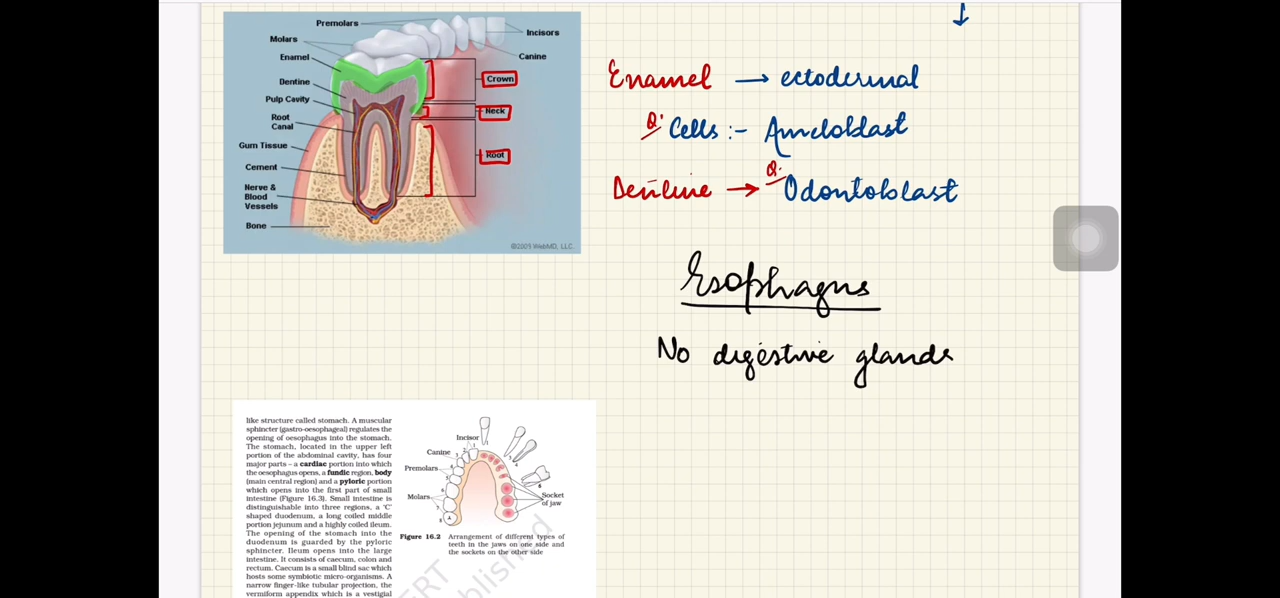 Premolars
Molars
Enamel
Dentine
Pulp Cavity
Root
Canal
Gum Tissue
Cement
Nerve &
Blood
Vessels
Bone
Incisors
Canine
Crown
Neck
Root
©2005 WebMD, LLC.
Enamel → ectodermal
Q. Cells :- Ameloblast
Dentine → Q. Odontoblast
Esophagus
No digestive glands
like structure called stomach. A muscular
sphincter (gastro-oesophageal) regulates the
opening of oesophagus into the stomach.
The stomach, located in the upper left
portion of the abdominal cavity, has four
major parts – a cardiac portion into which
the oesophagus opens, a fundic region, body
(main central region) and a pyloric portion
which opens into the first part of small
intestine (Figure 16.3). Small intestine is
distinguishable into three regions, a 'C'
shaped duodenum, a long coiled middle
portion jejunum and a highly coiled ileum.
The opening of the stomach into the
duodenum is guarded by the pyloric
sphincter. Ileum opens into the large
intestine. It consists of caecum, colon and
rectum. Caecum is a small blind sac which
hosts some symbiotic micro-organisms. A
narrow finger-like tubular projection, the
vermiform appendix which is a vestigial
Incisor
Canine
Premolars
Molars
Socket
of jaw
Figure 16.2 Arrangement of different types of
teeth in the jaws on one side and
the sockets on the other side